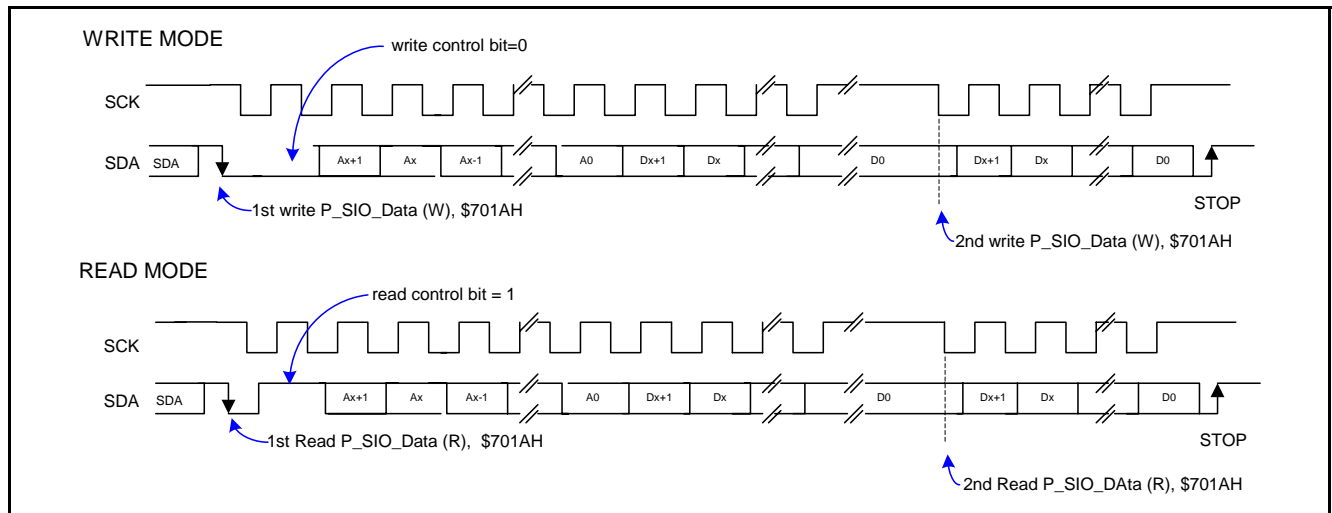 WRITE MODE
write control bit=0
SCK
SDA SDA Ax+1 Ax Ax-1 A0 Dx+1 Dx D0 Dx+1 Dx D0
1st write P_SIO_Data (W), $701AH
STOP
2nd write P_SIO_Data (W), $701AH
READ MODE
read control bit = 1
SCK
SDA SDA Ax+1 Ax Ax-1 A0 Dx+1 Dx D0 Dx+1 Dx D0
1st Read P_SIO_Data (R), $701AH
STOP
2nd Read P_SIO_DAta (R), $701AH